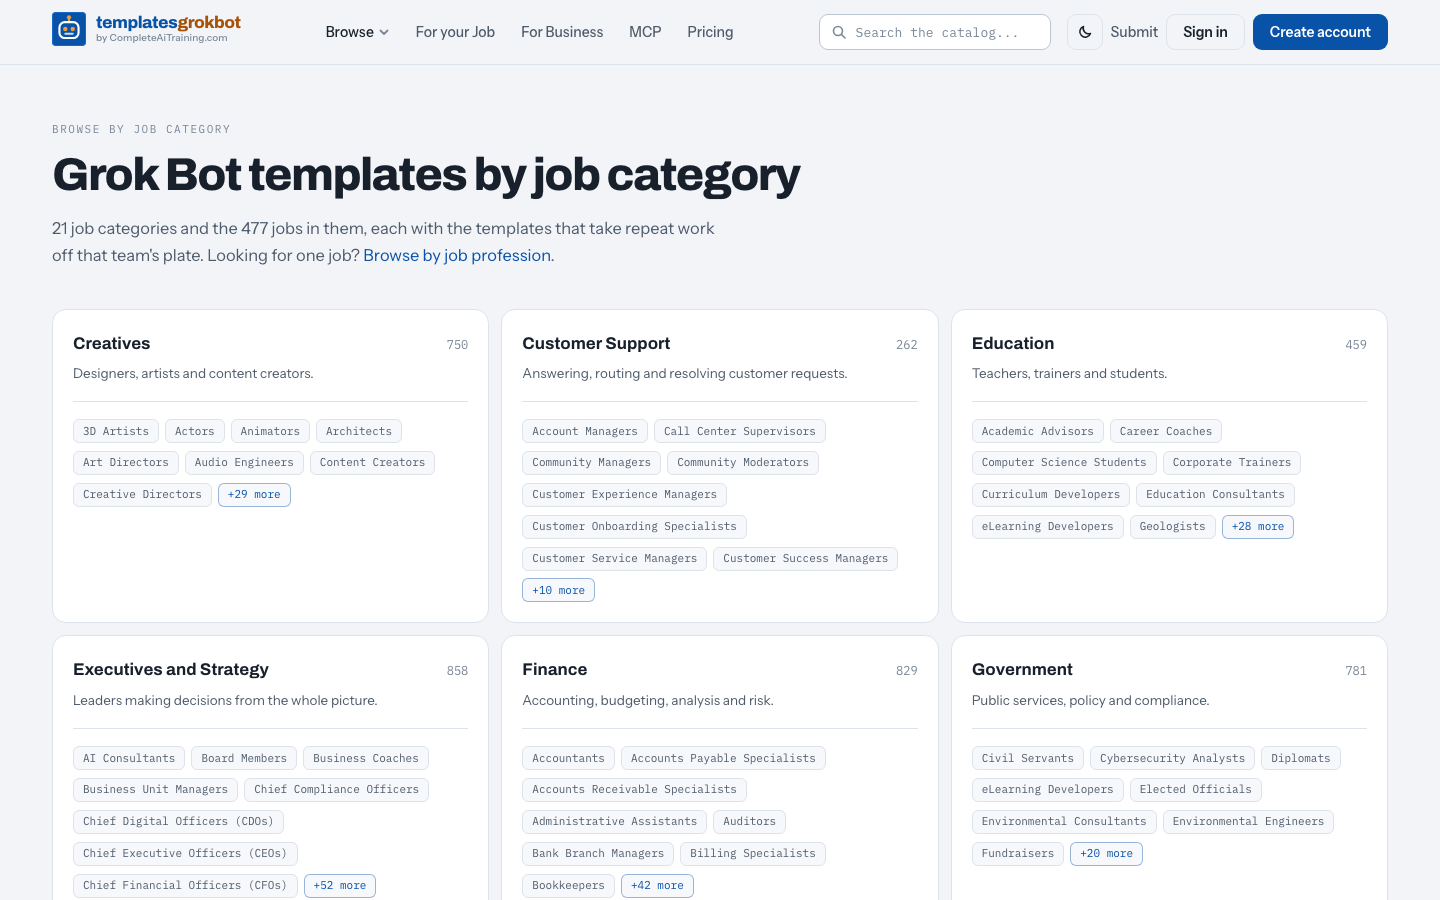 templatesgrokbot
by CompleteAiTraining.com
Browse
For your Job
For Business
MCP
Pricing
Search the catalog...
Submit
Sign in
Create account
BROWSE BY JOB CATEGORY
Grok Bot templates by job category
21 job categories and the 477 jobs in them, each with the templates that take repeat work
off that team's plate. Looking for one job? Browse by job profession.
Creatives 750
Designers, artists and content creators.
3D Artists Actors Animators Architects
Art Directors Audio Engineers Content Creators
Creative Directors +29 more
Customer Support 262
Answering, routing and resolving customer requests.
Account Managers Call Center Supervisors
Community Managers Community Moderators
Customer Experience Managers
Customer Onboarding Specialists
Customer Service Managers Customer Success Managers
+10 more
Education 459
Teachers, trainers and students.
Academic Advisors Career Coaches
Computer Science Students Corporate Trainers
Curriculum Developers Education Consultants
eLearning Developers Geologists +28 more
Executives and Strategy 858
Leaders making decisions from the whole picture.
AI Consultants Board Members Business Coaches
Business Unit Managers Chief Compliance Officers
Chief Digital Officers (CDOs)
Chief Executive Officers (CEOs)
Chief Financial Officers (CFOs) +52 more
Finance 829
Accounting, budgeting, analysis and risk.
Accountants Accounts Payable Specialists
Accounts Receivable Specialists
Administrative Assistants Auditors
Bank Branch Managers Billing Specialists
Bookkeepers +42 more
Government 781
Public services, policy and compliance.
Civil Servants Cybersecurity Analysts Diplomats
eLearning Developers Elected Officials
Environmental Consultants Environmental Engineers
Fundraisers +20 more